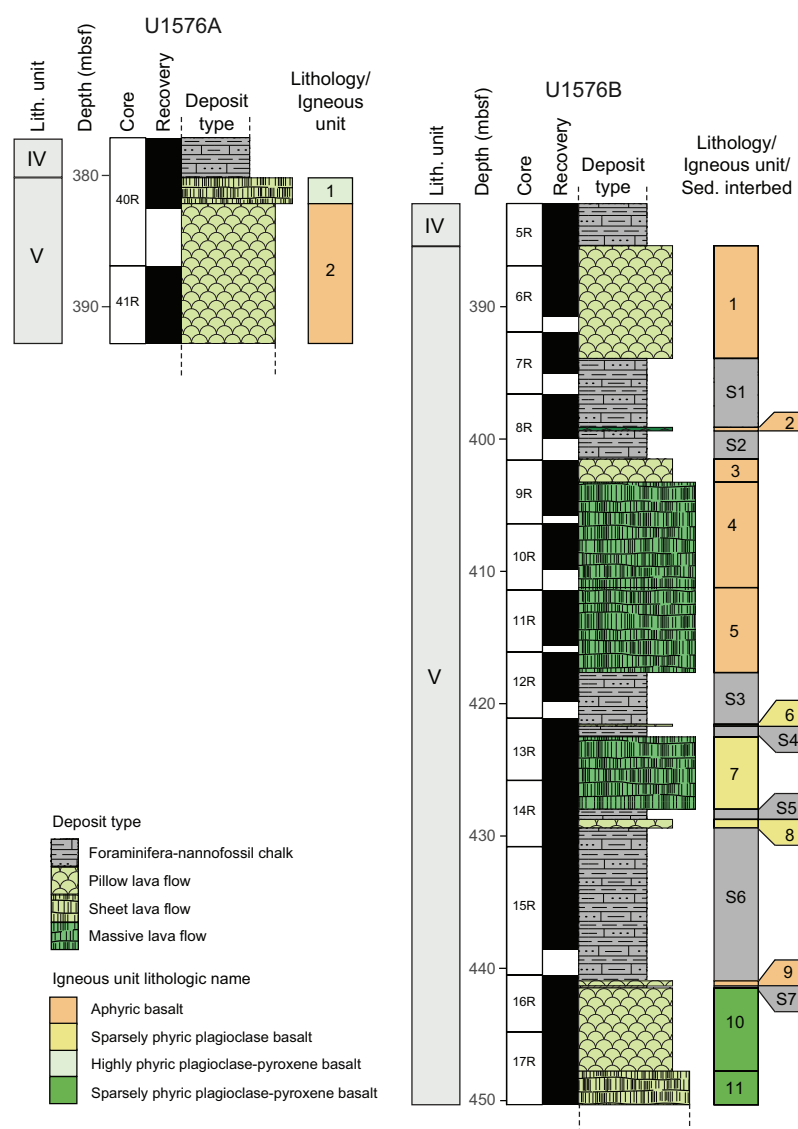 U1576A
Lith. unit
Depth (mbsf)
Core
Recovery
Deposit
type
Lithology/
Igneous
unit
IV
V
380
390
40R
41R
1
2
U1576B
Lith. unit
Depth (mbsf)
Core
Recovery
Deposit
type
Lithology/
Igneous unit/
Sed. interbed
IV
V
390
400
410
420
430
440
450
5R
6R
7R
8R
9R
10R
11R
12R
13R
14R
15R
16R
17R
1
S1
2
S2
3
4
5
S3
6
S4
7
S5
8
S6
9
S7
10
11
Deposit type
Foraminifera-nannofossil chalk
Pillow lava flow
Sheet lava flow
Massive lava flow
Igneous unit lithologic name
Aphyric basalt
Sparsely phyric plagioclase basalt
Highly phyric plagioclase-pyroxene basalt
Sparsely phyric plagioclase-pyroxene basalt